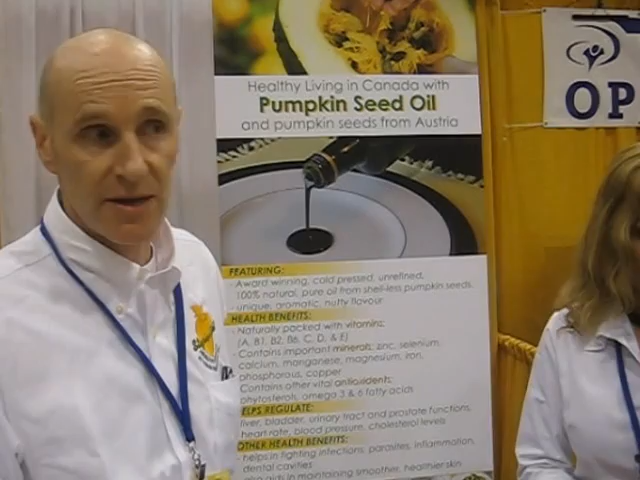 Healthy Living in Canada with
Pumpkin Seed Oil
and pumpkin seeds from Austria
OP
FEATURING:
- Award winning, cold pressed, unrefined,
100% natural, pure oil from shell-less pumpkin seeds.
- unique, aromatic, nutty flavour
HEALTH BENEFITS:
- Naturally packed with vitamins:
(A, B1, B2, B6, C, D, & E)
- Contains important minerals: zinc, selenium,
calcium, manganese, magnesium, iron,
phosphorous, copper
Contains other vital antioxidents:
phytosterols, omega 3 & 6 fatty acids
ELPS REGULATE:
liver, bladder, urinary tract and prostate functions,
heart rate, blood pressure, cholesterol levels
OTHER HEALTH BENEFITS:
- helps in fighting infections, parasites, inflammation,
dental cavities
also aids in maintaining smoother, healthier skin